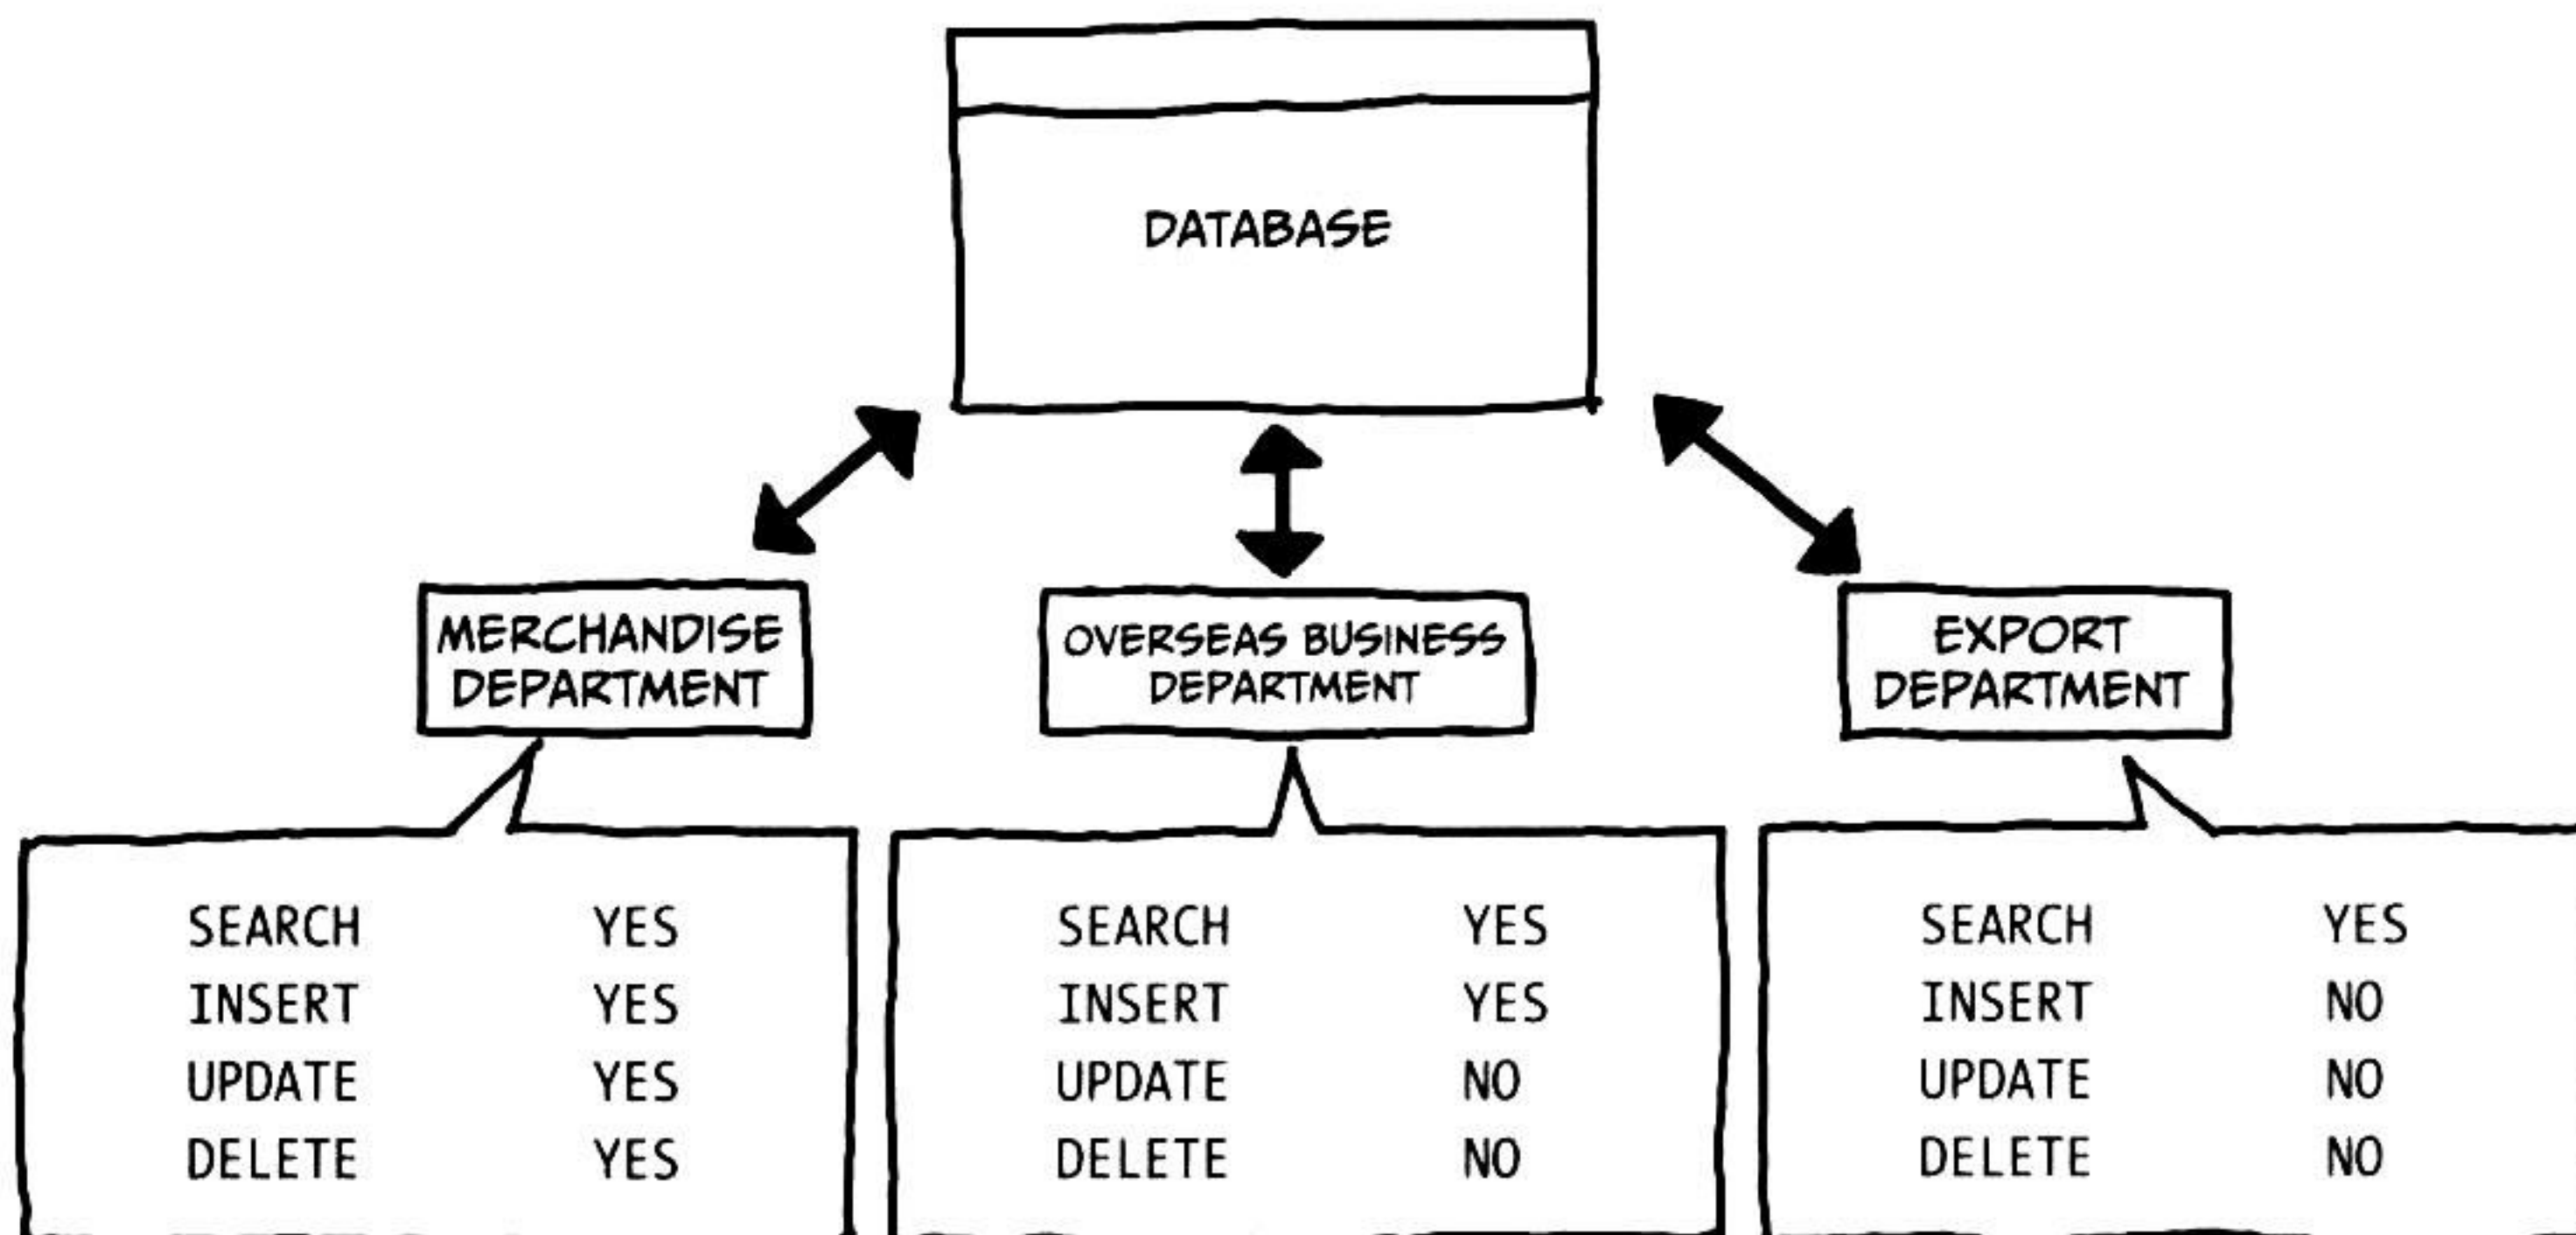 DATABASE
MERCHANDISE
DEPARTMENT
OVERSEAS BUSINESS
DEPARTMENT
EXPORT
DEPARTMENT
SEARCH YES
INSERT YES
UPDATE YES
DELETE YES
SEARCH YES
INSERT YES
UPDATE NO
DELETE NO
SEARCH YES
INSERT NO
UPDATE NO
DELETE NO